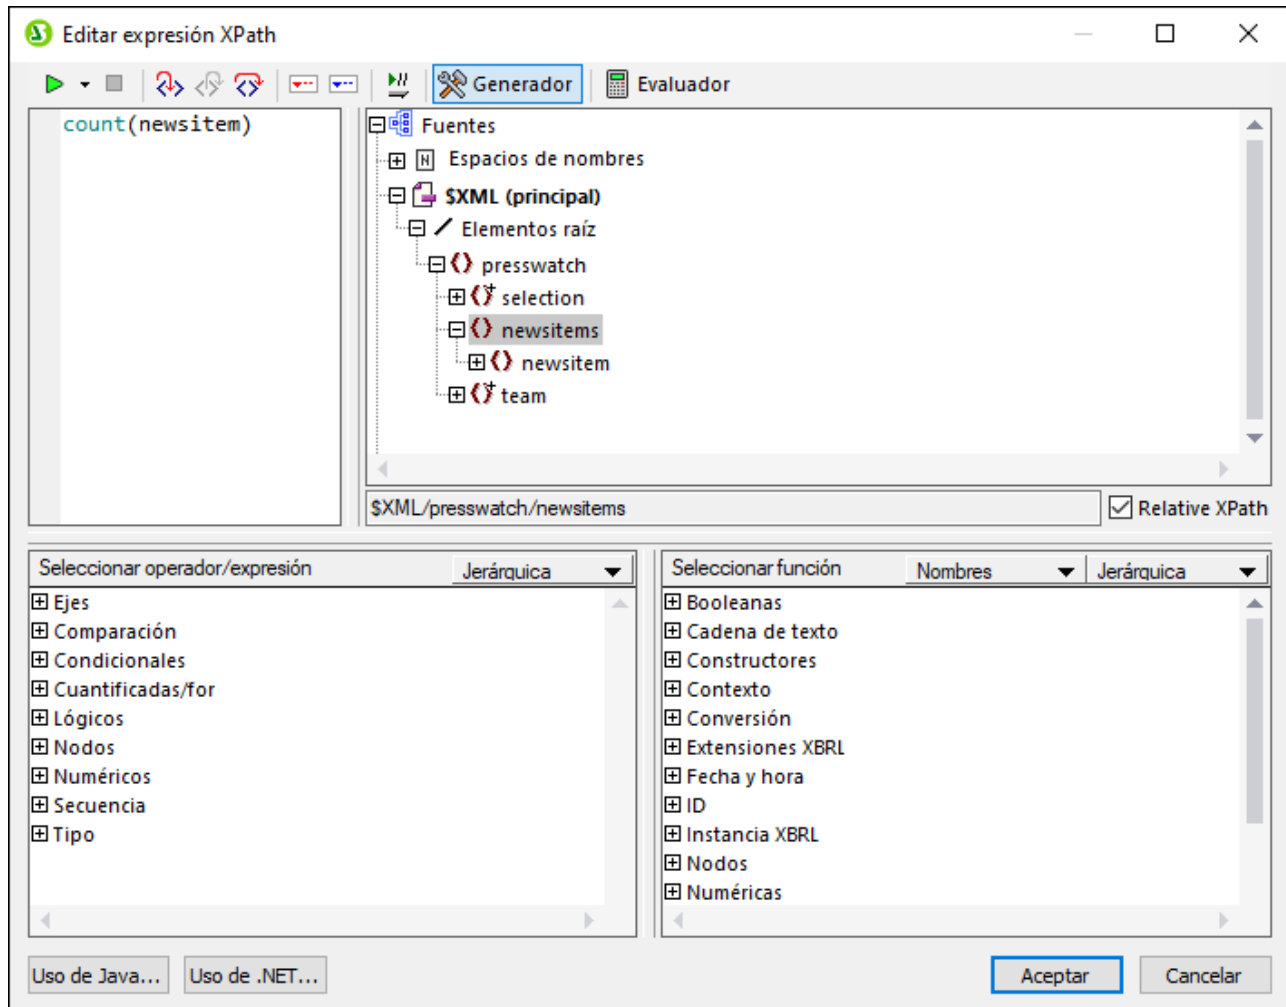 Editar expresión XPath
Generador
Evaluador
count(newsitem)
Fuentes
Espacios de nombres
$XML (principal)
Elementos raíz
presswatch
selection
newsitems
newsitem
team
$XML/presswatch/newsitems
Relative XPath
Seleccionar operador/expresión
Jerárquica
Ejes
Comparación
Condicionales
Cuantificadas/for
Lógicos
Nodos
Numéricos
Secuencia
Tipo
Seleccionar función
Nombres
Jerárquica
Booleanas
Cadena de texto
Constructores
Contexto
Conversión
Extensiones XBRL
Fecha y hora
ID
Instancia XBRL
Nodos
Numéricas
Uso de Java...
Uso de .NET...
Aceptar
Cancelar